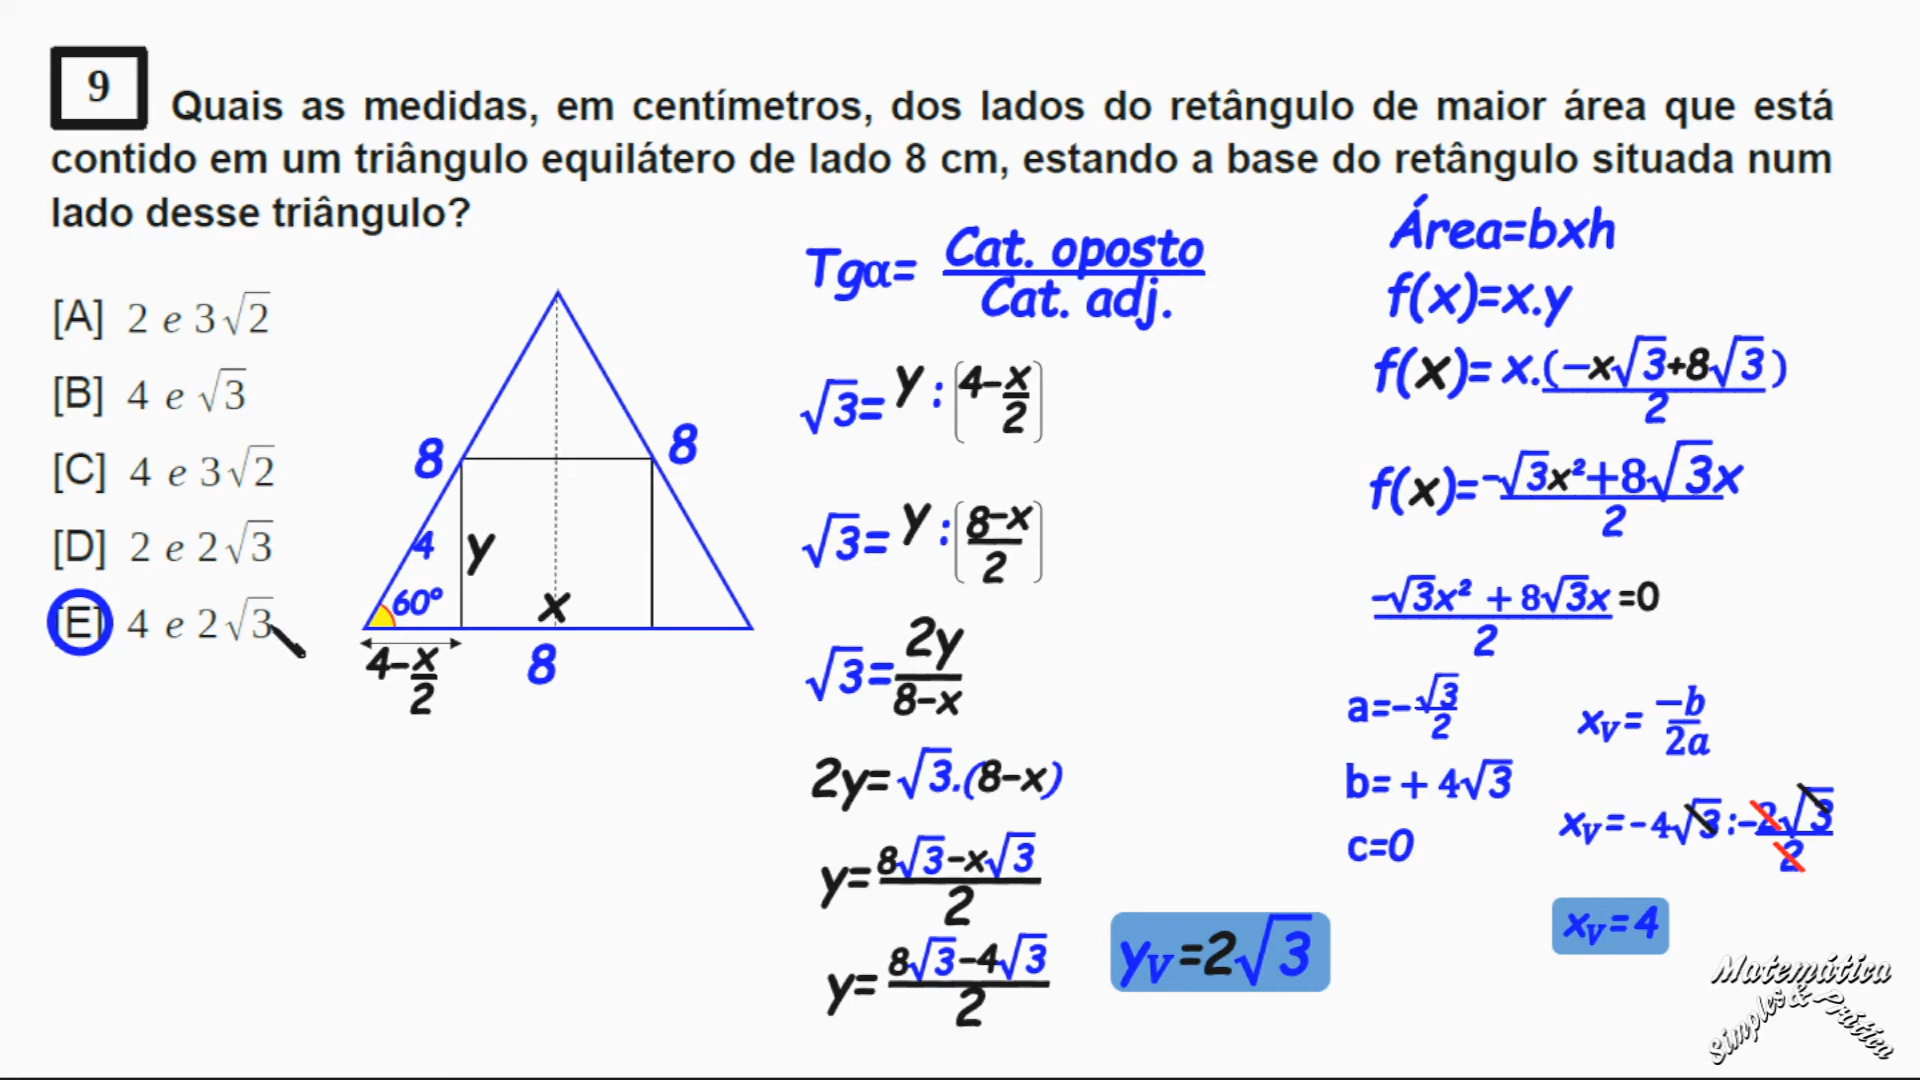 9
Quais as medidas, em centímetros, dos lados do retângulo de maior área que está
contido em um triângulo equilátero de lado 8 cm, estando a base do retângulo situada num
lado desse triângulo?
[A] 2 e 3√2
[B] 4 e √3
[C] 4 e 3√2
[D] 2 e 2√3
[E] 4 e 2√3
8
8
4
y
60º
x
4-x/2
8
Tgα= Cat. oposto/Cat. adj.
√3= y : (4-x/2)
√3= y : (8-x/2)
√3= 2y/8-x
2y= √3.(8-x)
y= 8√3-x√3/2
y= 8√3-4√3/2
yV =2√3
Área=bxh
f(x)=x.y
f(x)= x.(-x√3+8√3)/2
f(x)= -√3x²+8√3x/2
-√3x² + 8√3x/2 =0
a=-√3/2
b= + 4√3
c=0
xV = -b/2a
xV = -4√3 :-2√3/2
xV = 4
Matemática
Simples & Prática